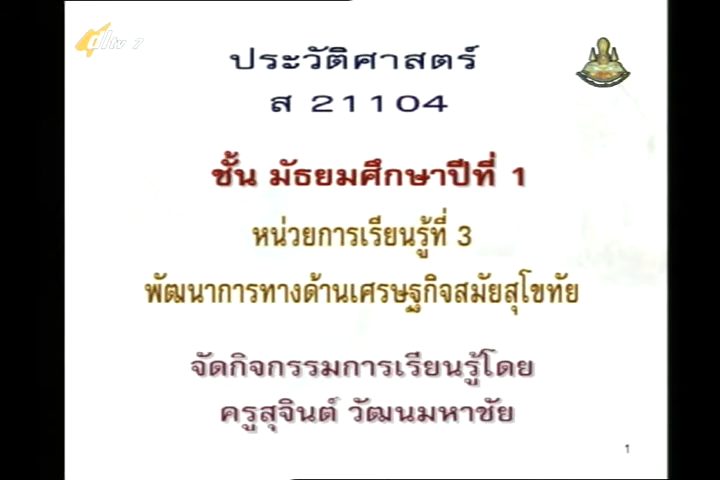 dltv 7
ประวัติศาสตร์
ส 21104
ชั้น มัธยมศึกษาปีที่ 1
หน่วยการเรียนรู้ที่ 3
พัฒนาการทางด้านเศรษฐกิจสมัยสุโขทัย
จัดกิจกรรมการเรียนรู้โดย
ครูสุจินต์ วัฒนมหาชัย
1